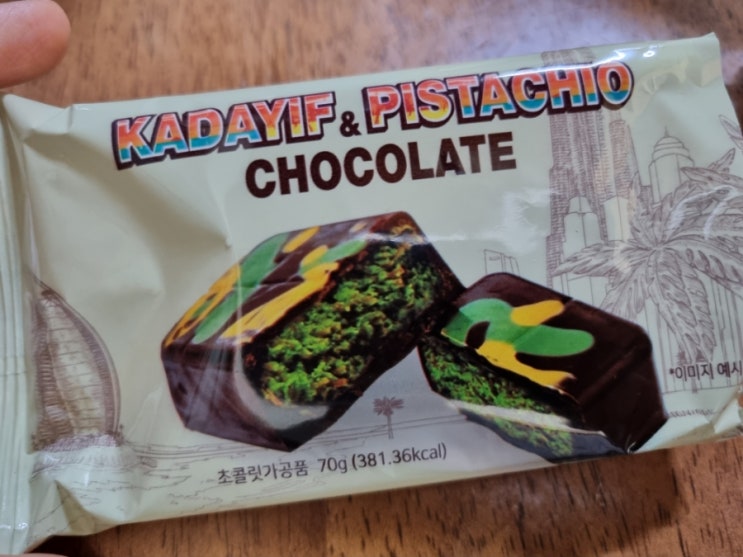 KADAYIF & PISTACHIO
CHOCOLATE
*이미지 예시
초콜릿가공품 70g (381.36kcal)